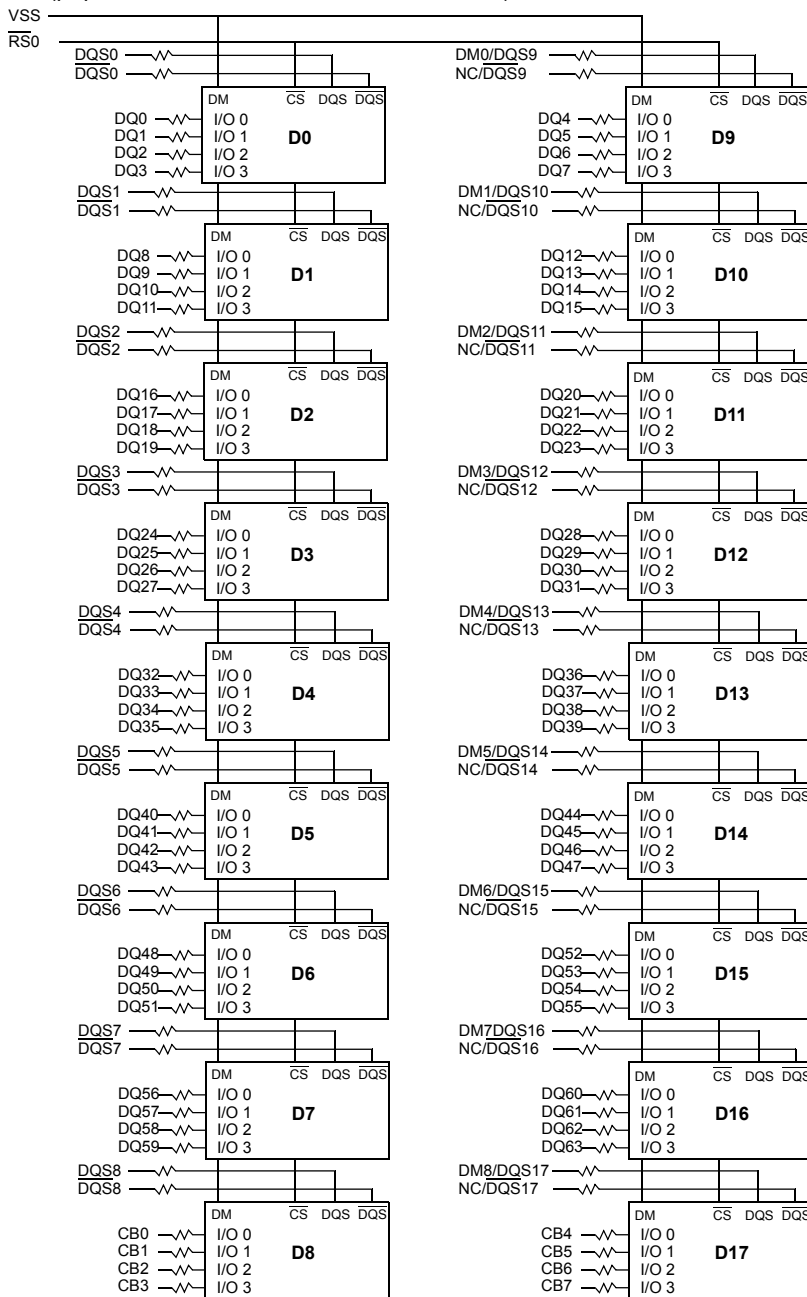 VSS
RS0
DQS0
DQS0
DM CS DQS DQS
DQ0 I/O 0
DQ1 I/O 1
DQ2 I/O 2
DQ3 I/O 3
D0
DQS1
DQS1
DM CS DQS DQS
DQ8 I/O 0
DQ9 I/O 1
DQ10 I/O 2
DQ11 I/O 3
D1
DQS2
DQS2
DM CS DQS DQS
DQ16 I/O 0
DQ17 I/O 1
DQ18 I/O 2
DQ19 I/O 3
D2
DQS3
DQS3
DM CS DQS DQS
DQ24 I/O 0
DQ25 I/O 1
DQ26 I/O 2
DQ27 I/O 3
D3
DQS4
DQS4
DM CS DQS DQS
DQ32 I/O 0
DQ33 I/O 1
DQ34 I/O 2
DQ35 I/O 3
D4
DQS5
DQS5
DM CS DQS DQS
DQ40 I/O 0
DQ41 I/O 1
DQ42 I/O 2
DQ43 I/O 3
D5
DQS6
DQS6
DM CS DQS DQS
DQ48 I/O 0
DQ49 I/O 1
DQ50 I/O 2
DQ51 I/O 3
D6
DQS7
DQS7
DM CS DQS DQS
DQ56 I/O 0
DQ57 I/O 1
DQ58 I/O 2
DQ59 I/O 3
D7
DQS8
DQS8
DM CS DQS DQS
CB0 I/O 0
CB1 I/O 1
CB2 I/O 2
CB3 I/O 3
D8
DM0/DQS9
NC/DQS9
DM CS DQS DQS
DQ4 I/O 0
DQ5 I/O 1
DQ6 I/O 2
DQ7 I/O 3
D9
DM1/DQS10
NC/DQS10
DM CS DQS DQS
DQ12 I/O 0
DQ13 I/O 1
DQ14 I/O 2
DQ15 I/O 3
D10
DM2/DQS11
NC/DQS11
DM CS DQS DQS
DQ20 I/O 0
DQ21 I/O 1
DQ22 I/O 2
DQ23 I/O 3
D11
DM3/DQS12
NC/DQS12
DM CS DQS DQS
DQ28 I/O 0
DQ29 I/O 1
DQ30 I/O 2
DQ31 I/O 3
D12
DM4/DQS13
NC/DQS13
DM CS DQS DQS
DQ36 I/O 0
DQ37 I/O 1
DQ38 I/O 2
DQ39 I/O 3
D13
DM5/DQS14
NC/DQS14
DM CS DQS DQS
DQ44 I/O 0
DQ45 I/O 1
DQ46 I/O 2
DQ47 I/O 3
D14
DM6/DQS15
NC/DQS15
DM CS DQS DQS
DQ52 I/O 0
DQ53 I/O 1
DQ54 I/O 2
DQ55 I/O 3
D15
DM7DQS16
NC/DQS16
DM CS DQS DQS
DQ60 I/O 0
DQ61 I/O 1
DQ62 I/O 2
DQ63 I/O 3
D16
DM8/DQS17
NC/DQS17
DM CS DQS DQS
CB4 I/O 0
CB5 I/O 1
CB6 I/O 2
CB7 I/O 3
D17